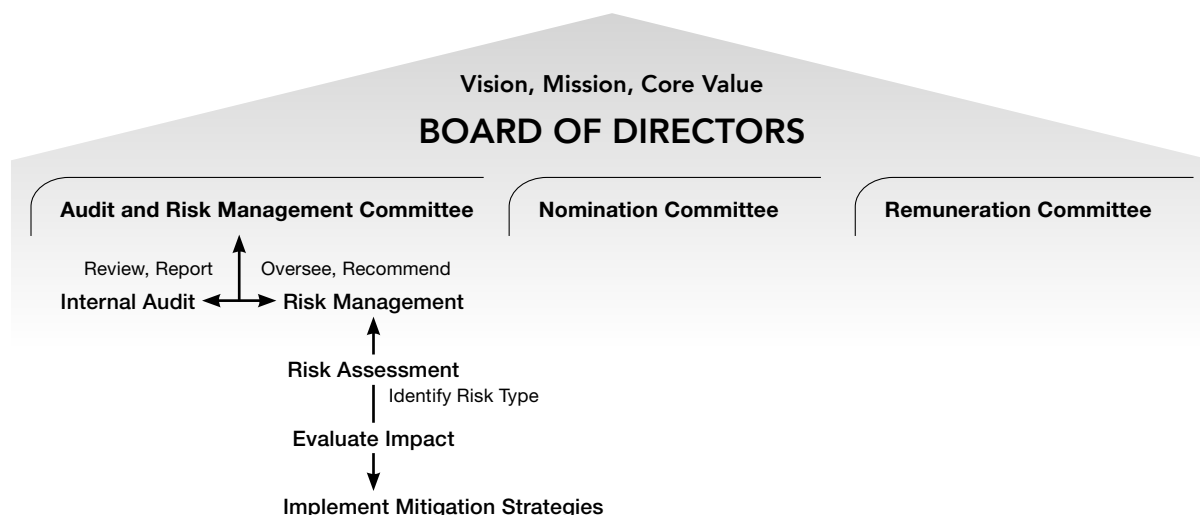 Vision, Mission, Core Value
BOARD OF DIRECTORS
Audit and Risk Management Committee
Nomination Committee
Remuneration Committee
Review, Report
Oversee, Recommend
Internal Audit
Risk Management
Risk Assessment
Identify Risk Type
Evaluate Impact
Implement Mitigation Strategies